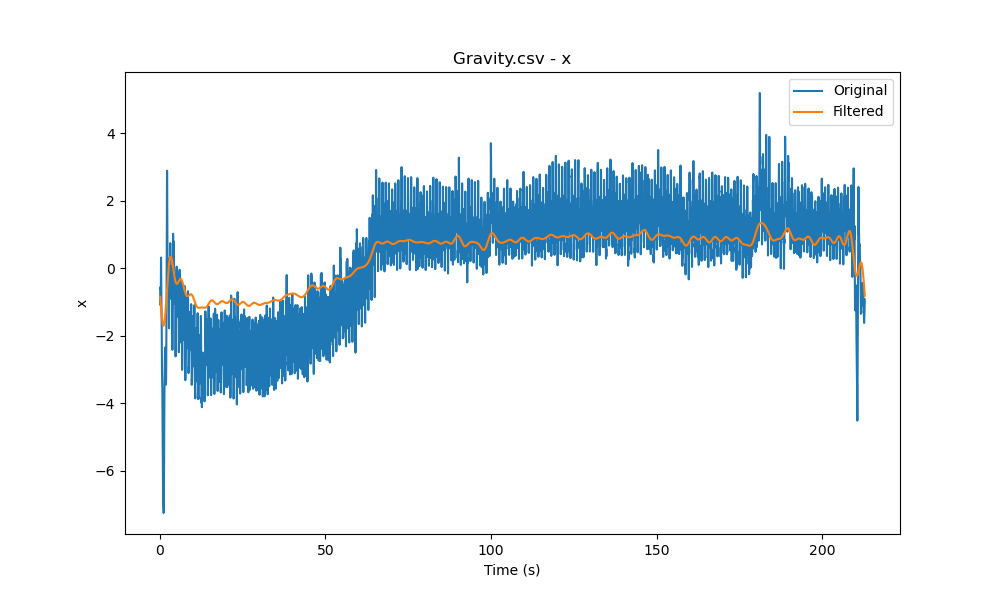 Gravity.csv - x
Original
Filtered
4
2
0
−2
−4
−6
x
0
50
100
150
200
Time (s)